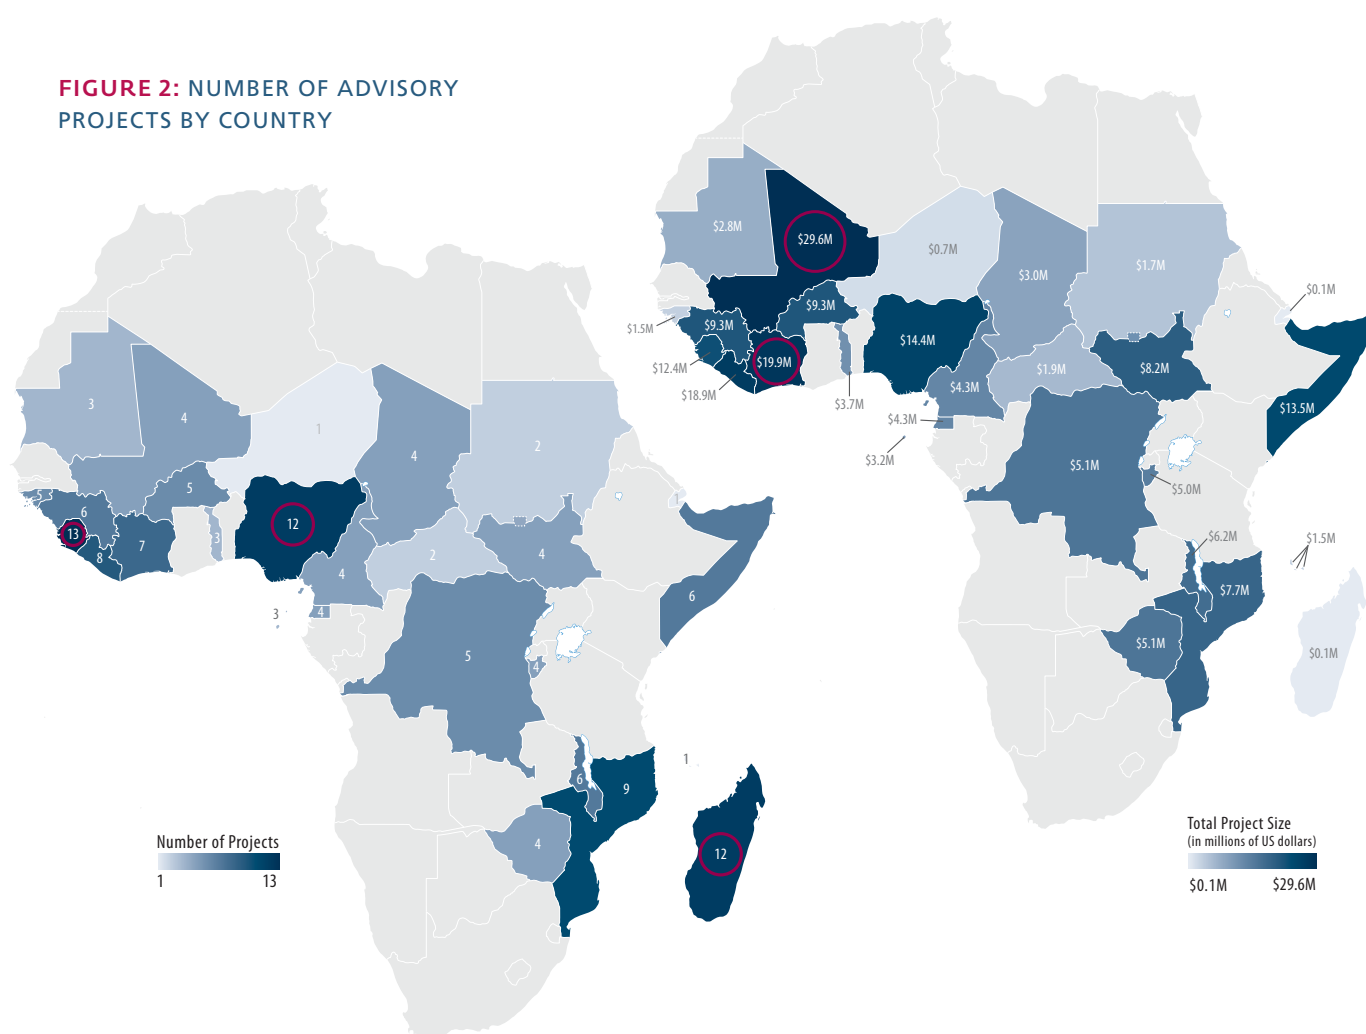 FIGURE 2: NUMBER OF ADVISORY
PROJECTS BY COUNTRY
3
4
1
4
2
5
5
6
13
8
7
3
12
4
2
4
1
6
3
4
5
4
6
9
1
4
12
Number of Projects
1 13
$2.8M
$29.6M
$0.7M
$3.0M
$1.7M
$0.1M
$1.5M
$9.3M
$9.3M
$12.4M
$18.9M
$19.9M
$3.7M
$14.4M
$4.3M
$1.9M
$8.2M
$13.5M
$4.3M
$3.2M
$5.1M
$5.0M
$6.2M
$1.5M
$7.7M
$5.1M
$0.1M
Total Project Size
(in millions of US dollars)
$0.1M $29.6M